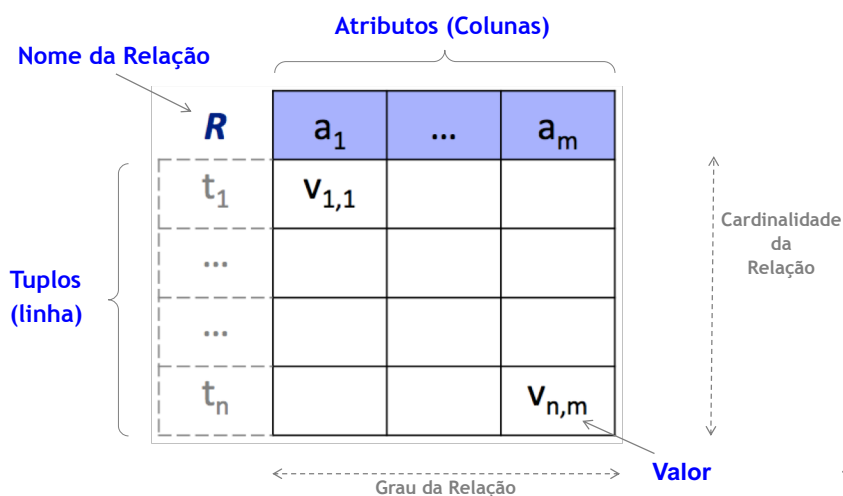 Atributos (Colunas)
Nome da Relação
R a1 ... am
t1 v1,1
...
...
tn vn,m
Tuplos
(linha)
Cardinalidade
da
Relação
Valor
Grau da Relação